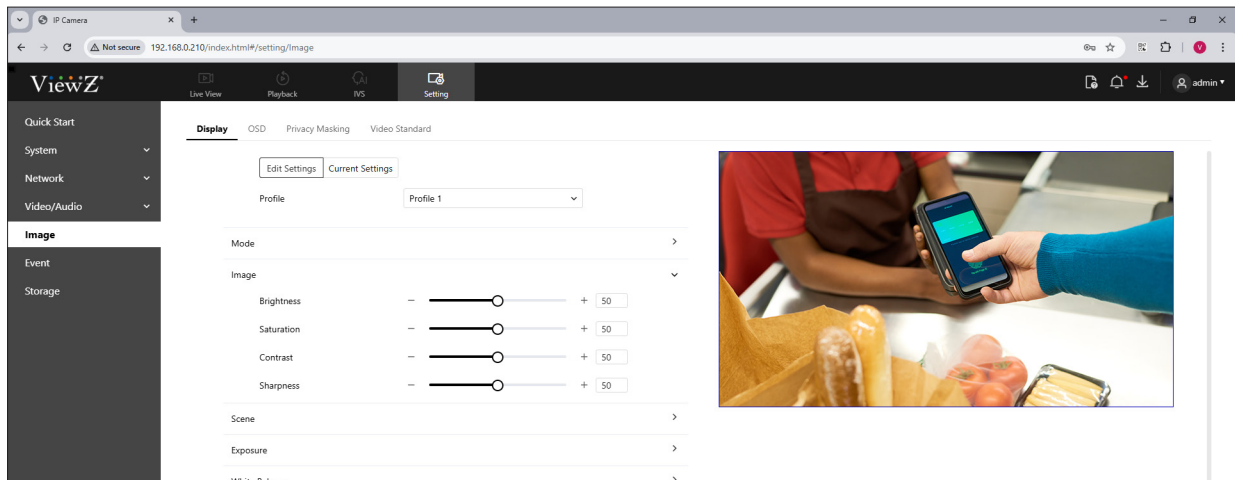 IP Camera
Not secure 192.168.0.210/index.html#/setting/Image
V
ViewZ
Live View Playback AI IVS Setting admin
Quick Start
System
Network
Video/Audio
Image
Event
Storage
Display OSD Privacy Masking Video Standard
Edit Settings Current Settings
Profile Profile 1
Mode
Image
Brightness 50
Saturation 50
Contrast 50
Sharpness 50
Scene
Exposure